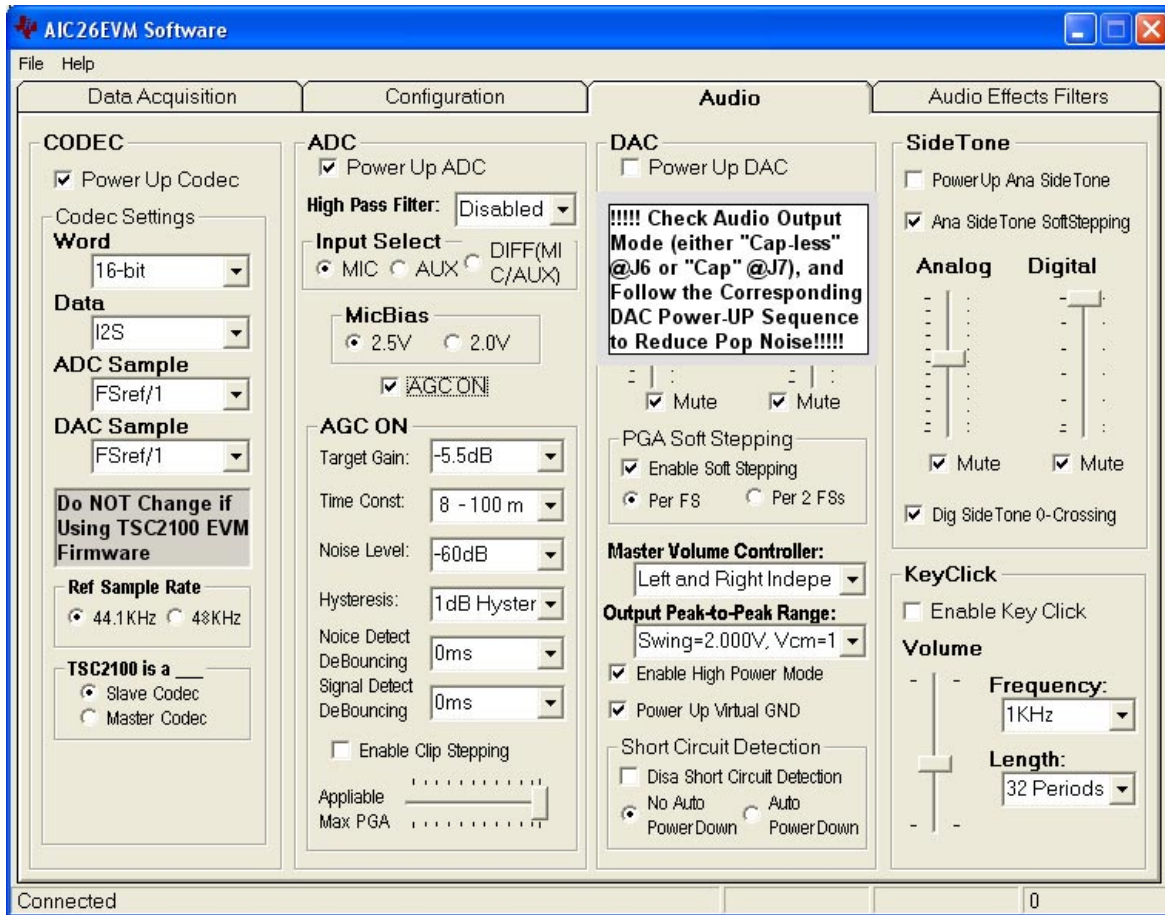 AIC26EVM Software
File Help
Data Acquisition
Configuration
Audio
Audio Effects Filters
CODEC
Power Up Codec
Codec Settings
Word
16-bit
Data
I2S
ADC Sample
FSref/1
DAC Sample
FSref/1
Do NOT Change if
Using TSC2100 EVM
Firmware
Ref Sample Rate
44.1KHz 48KHz
TSC2100 is a ___
Slave Codec
Master Codec
ADC
Power Up ADC
High Pass Filter: Disabled
Input Select
MIC AUX DIFF(MI
C/AUX)
MicBias
2.5V 2.0V
AGC ON
AGC ON
Target Gain: -5.5dB
Time Const: 8 - 100 m
Noise Level: -60dB
Hysteresis: 1dB Hyster
Noice Detect
DeBouncing 0ms
Signal Detect
DeBouncing 0ms
Enable Clip Stepping
Appliable
Max PGA
DAC
Power Up DAC
!!!!! Check Audio Output
Mode (either "Cap-less"
@J6 or "Cap" @J7), and
Follow the Corresponding
DAC Power-UP Sequence
to Reduce Pop Noise!!!!!
Mute Mute
PGA Soft Stepping
Enable Soft Stepping
Per FS Per 2 FSs
Master Volume Controller:
Left and Right Indepe
Output Peak-to-Peak Range:
Swing=2.000V, Vcm=1
Enable High Power Mode
Power Up Virtual GND
Short Circuit Detection
Disa Short Circuit Detection
No Auto
PowerDown
Auto
PowerDown
SideTone
PowerUp Ana SideTone
Ana SideTone SoftStepping
Analog Digital
Mute Mute
Dig SideTone 0-Crossing
KeyClick
Enable Key Click
Volume
Frequency:
1KHz
Length:
32 Periods
Connected
0